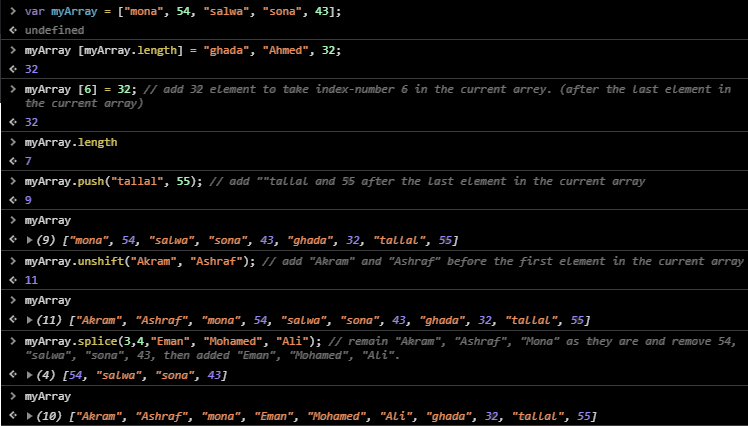 var myArray = ["mona", 54, "salwa", "sona", 43];
undefined
myArray [myArray.length] = "ghada", "Ahmed", 32;
32
myArray [6] = 32; // add 32 element to take index-number 6 in the current arrey. (after the last element in
the current array)
32
myArray.length
7
myArray.push("tallal", 55); // add ""tallal and 55 after the last element in the current array
9
myArray
(9) ["mona", 54, "salwa", "sona", 43, "ghada", 32, "tallal", 55]
myArray.unshift("Akram", "Ashraf"); // add "Akram" and "Ashraf" before the first element in the current array
11
myArray
(11) ["Akram", "Ashraf", "mona", 54, "salwa", "sona", 43, "ghada", 32, "tallal", 55]
myArray.splice(3,4,"Eman", "Mohamed", "Ali"); // remain "Akram", "Ashraf", "Mona" as they are and remove 54,
"salwa", "sona", 43, then added "Eman", "Mohamed", "Ali".
(4) [54, "salwa", "sona", 43]
myArray
(10) ["Akram", "Ashraf", "mona", "Eman", "Mohamed", "Ali", "ghada", 32, "tallal", 55]